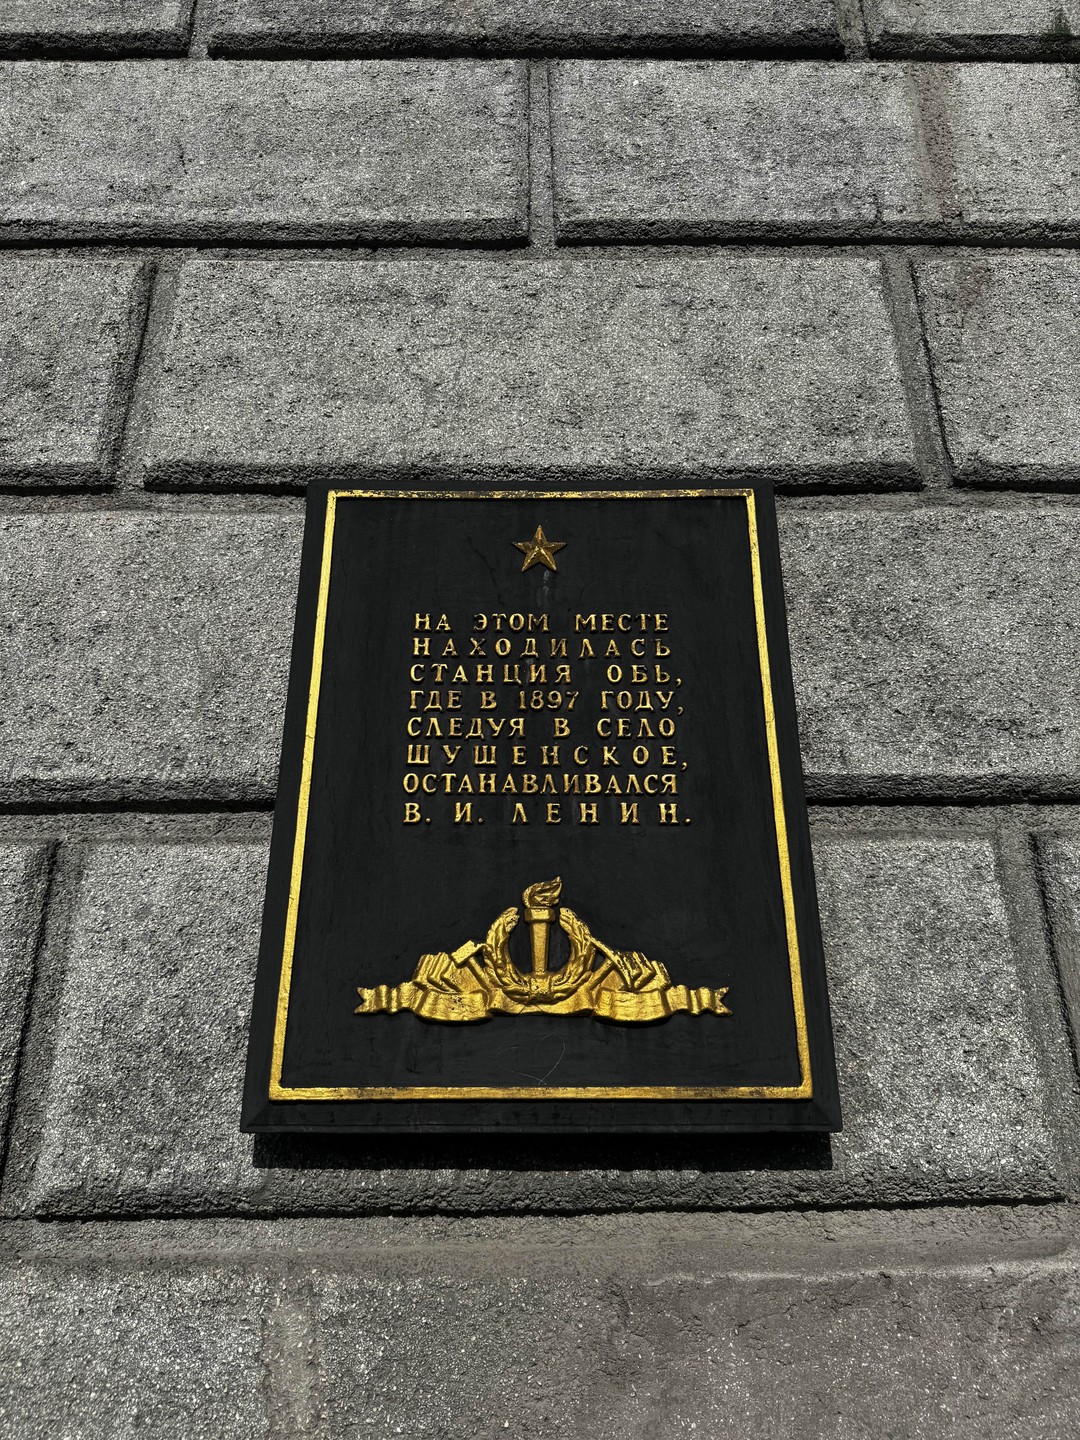 НА ЭТОМ МЕСТЕ
НАХОДИЛАСЬ
СТАНЦИЯ ОБЬ,
ГДЕ В 1897 ГОДУ,
СЛЕДУЯ В СЕЛО
ШУШЕНСКОЕ,
ОСТАНАВЛИВАЛСЯ
В. И. ЛЕНИН.